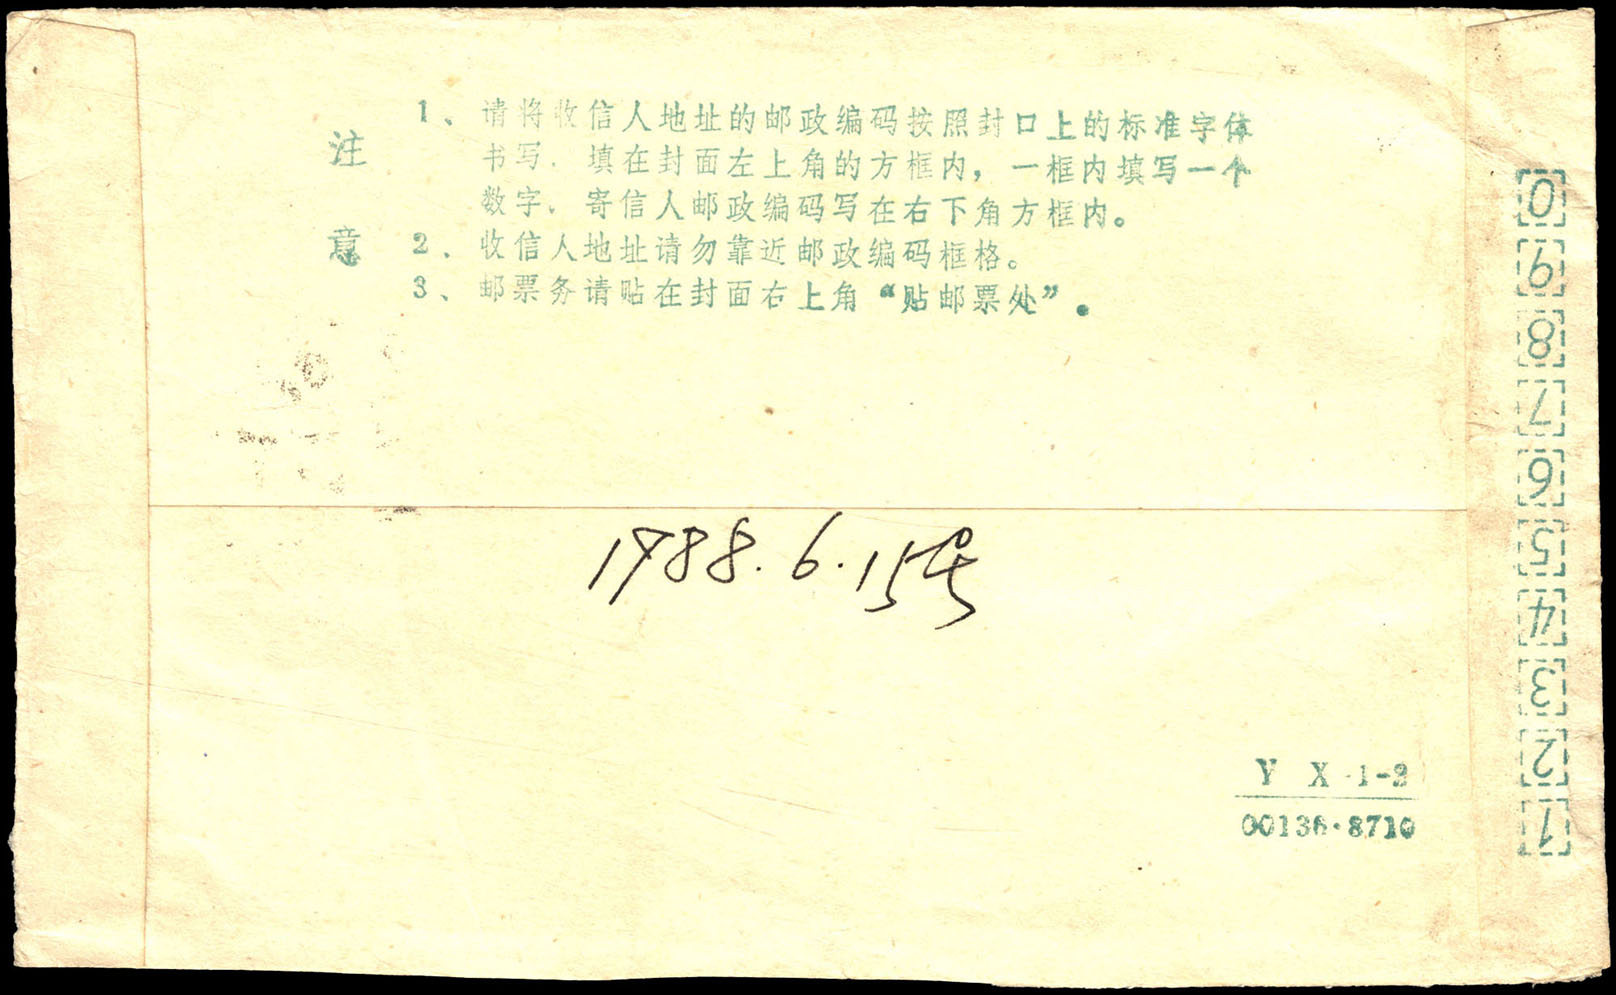 注意
1、请将收信人地址的邮政编码按照封口上的标准字体
书写. 填在封面左上角的方框内，一框内填写一个
数字. 寄信人邮政编码写在右下角方框内。
2、收信人地址请勿靠近邮政编码框格。
3、邮票务请贴在封面右上角“贴邮票处”.
1988.6.15号
Y X 1-2
00136·8710
1 2 3 4 5 6 7 8 9 0